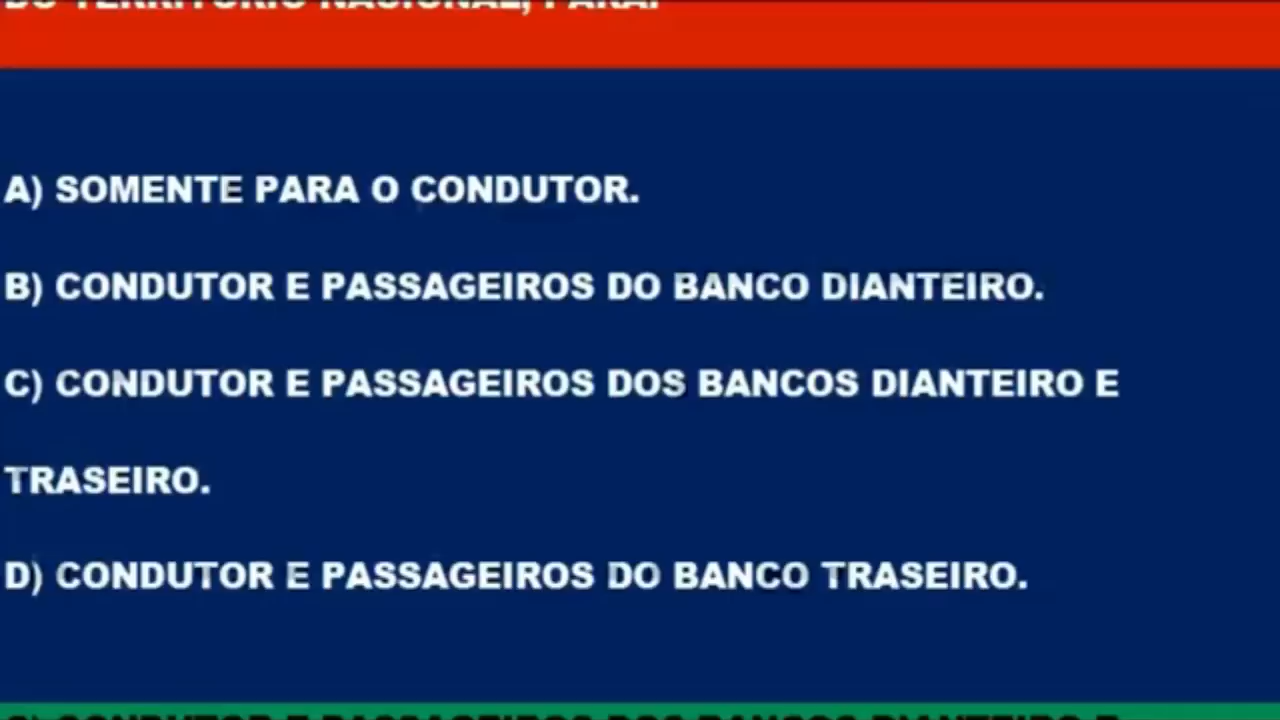 DO TERRITÓRIO NACIONAL, PARA:
A) SOMENTE PARA O CONDUTOR.
B) CONDUTOR E PASSAGEIROS DO BANCO DIANTEIRO.
C) CONDUTOR E PASSAGEIROS DOS BANCOS DIANTEIRO E
TRASEIRO.
D) CONDUTOR E PASSAGEIROS DO BANCO TRASEIRO.
C) CONDUTOR E PASSAGEIROS DOS BANCOS DIANTEIRO E